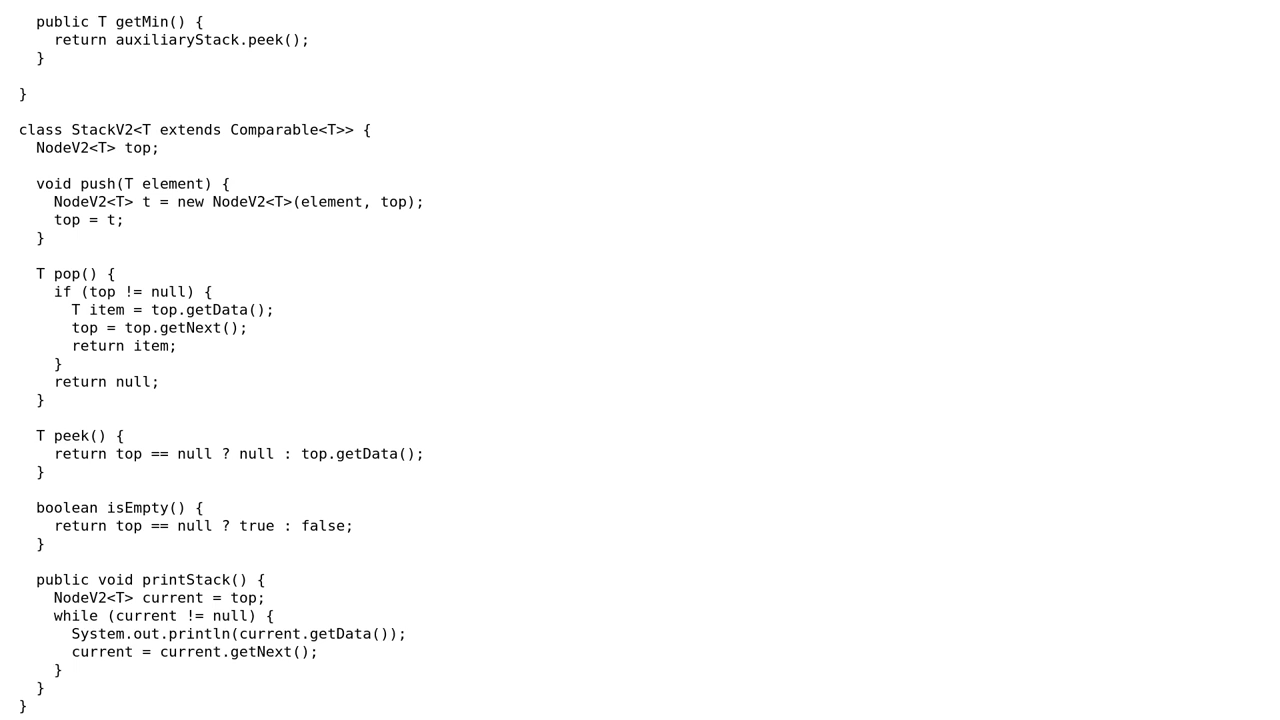 public T getMin() {
    return auxiliaryStack.peek();
  }

}

class StackV2<T extends Comparable<T>> {
  NodeV2<T> top;

  void push(T element) {
    NodeV2<T> t = new NodeV2<T>(element, top);
    top = t;
  }

  T pop() {
    if (top != null) {
      T item = top.getData();
      top = top.getNext();
      return item;
    }
    return null;
  }

  T peek() {
    return top == null ? null : top.getData();
  }

  boolean isEmpty() {
    return top == null ? true : false;
  }

  public void printStack() {
    NodeV2<T> current = top;
    while (current != null) {
      System.out.println(current.getData());
      current = current.getNext();
    }
  }
}